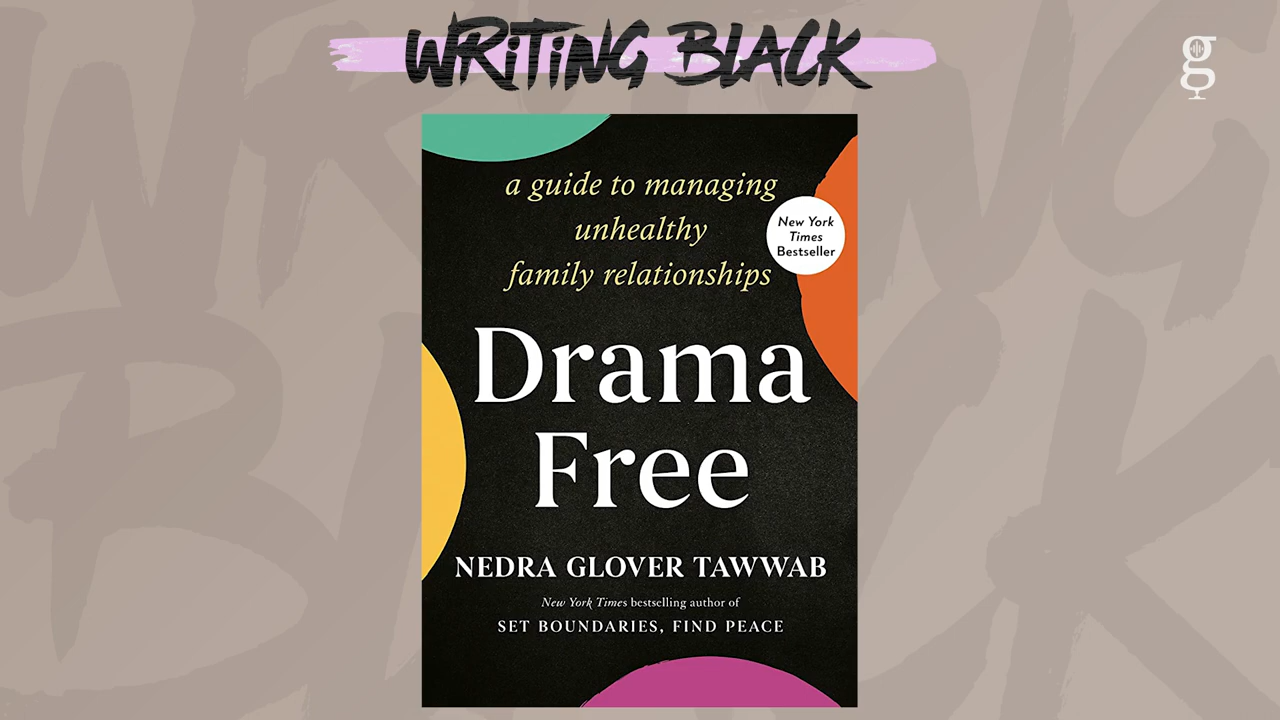 WRITING BLACK
g
a guide to managing
unhealthy
family relationships
New York
Times
Bestseller
Drama
Free
NEDRA GLOVER TAWWAB
New York Times bestselling author of
SET BOUNDARIES, FIND PEACE